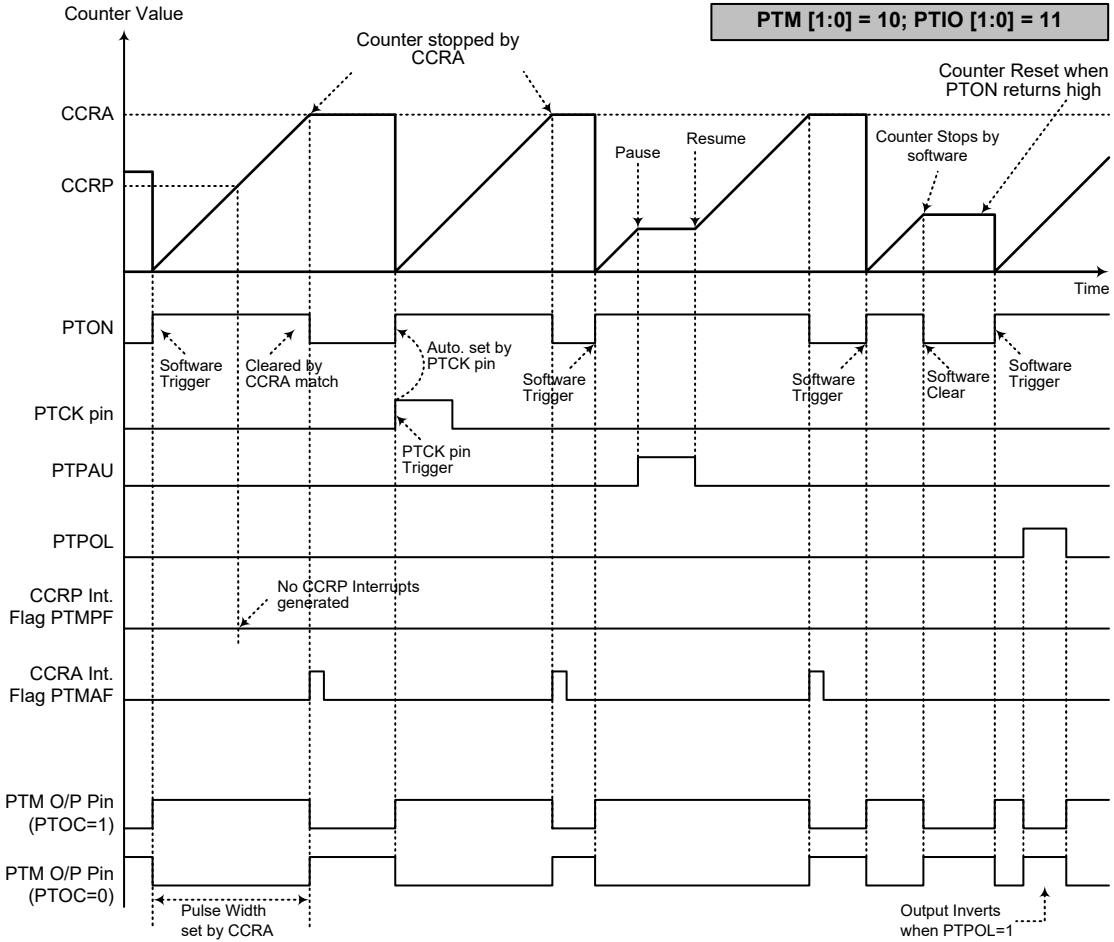 Counter Value
PTM [1:0] = 10; PTIO [1:0] = 11
Counter stopped by
CCRA
Counter Reset when
PTON returns high
CCRA
Pause
Resume
Counter Stops by
software
CCRP
Time
PTON
Software
Trigger
Cleared by
CCRA match
Auto. set by
PTCK pin
Software
Trigger
Software
Trigger
Software
Clear
Software
Trigger
PTCK pin
PTCK pin
Trigger
PTPAU
PTPOL
CCRP Int.
Flag PTMPF
No CCRP Interrupts
generated
CCRA Int.
Flag PTMAF
PTM O/P Pin
(PTOC=1)
PTM O/P Pin
(PTOC=0)
Pulse Width
set by CCRA
Output Inverts
when PTPOL=1